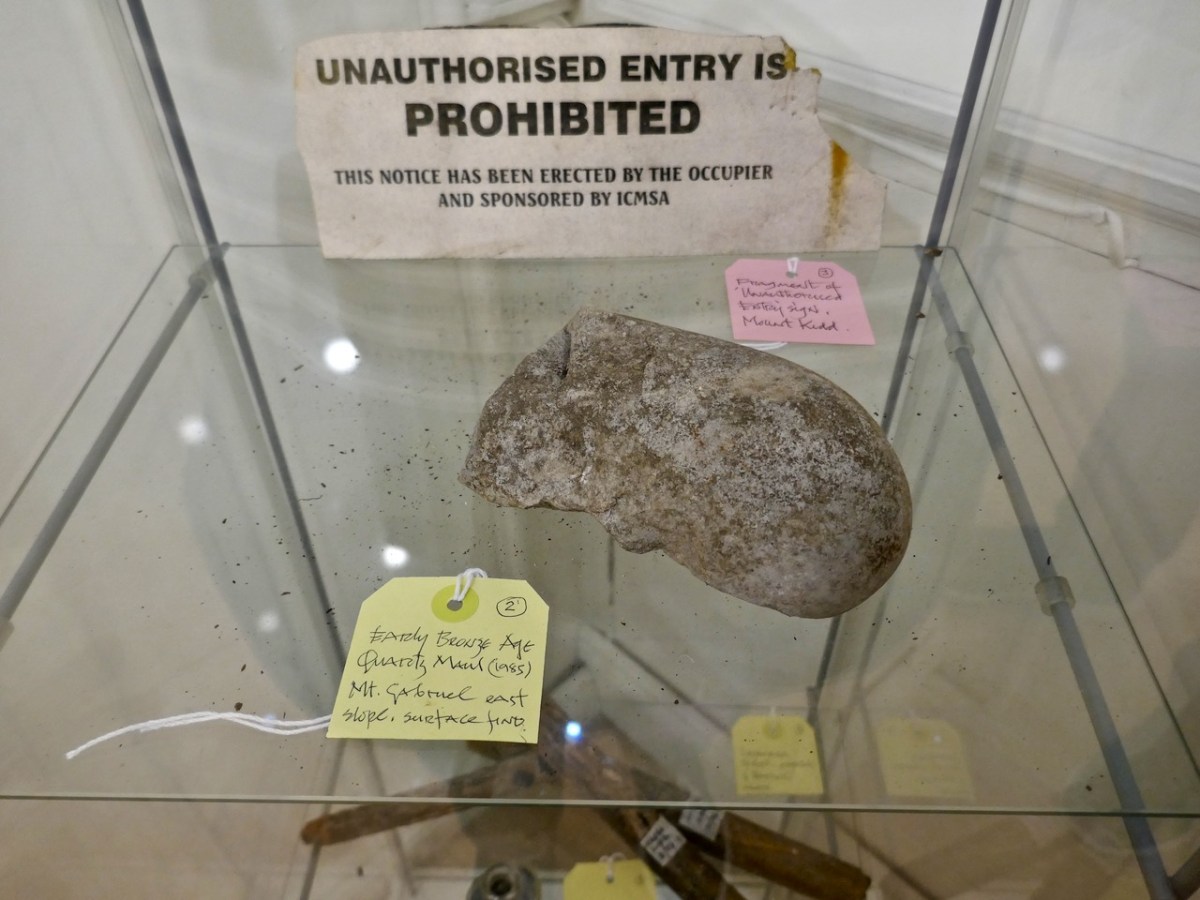 UNAUTHORISED ENTRY IS
PROHIBITED
THIS NOTICE HAS BEEN ERECTED BY THE OCCUPIER
AND SPONSORED BY ICMSA
3
Fragment of
Unauthorised
Entry sign,
Mount Kidd.
2
Early Bronze Age
Quartz Maul (1985)
Mt. Gabriel east
slope. surface find.